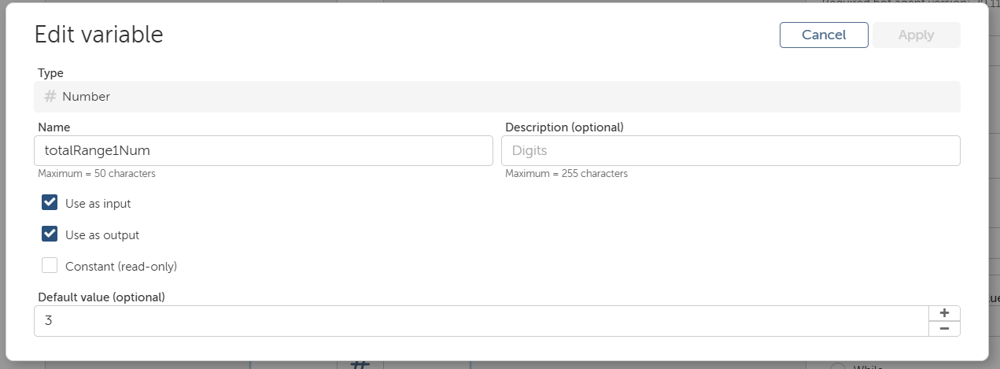 Edit variable
Cancel
Apply
Type
# Number
Name
Description (optional)
totalRange1Num
Digits
Maximum = 50 characters
Maximum = 255 characters
Use as input
Use as output
Constant (read-only)
Default value (optional)
3